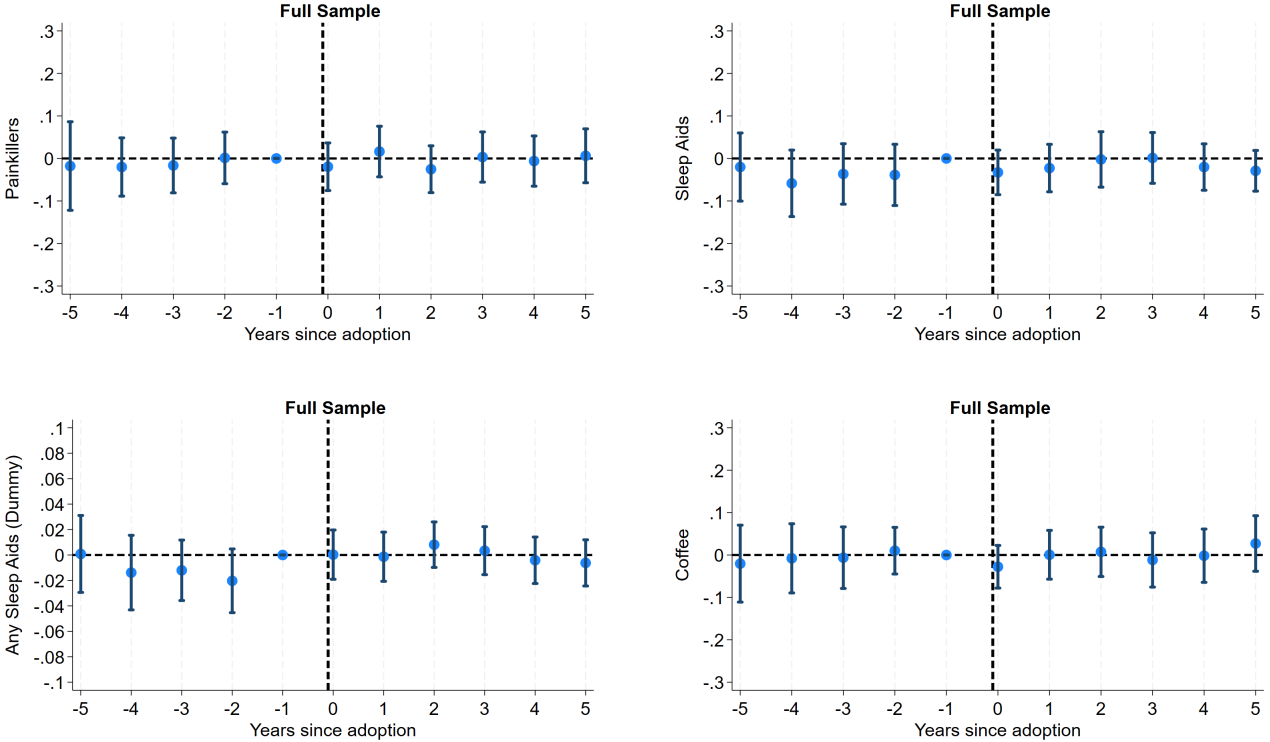 Full Sample
.3
.2
.1
0
-.1
-.2
-.3
Painkillers
-5 -4 -3 -2 -1 0 1 2 3 4 5
Years since adoption
Full Sample
.3
.2
.1
0
-.1
-.2
-.3
Sleep Aids
-5 -4 -3 -2 -1 0 1 2 3 4 5
Years since adoption
Full Sample
.1
.08
.06
.04
.02
0
-.02
-.04
-.06
-.08
-.1
Any Sleep Aids (Dummy)
-5 -4 -3 -2 -1 0 1 2 3 4 5
Years since adoption
Full Sample
.3
.2
.1
0
-.1
-.2
-.3
Coffee
-5 -4 -3 -2 -1 0 1 2 3 4 5
Years since adoption